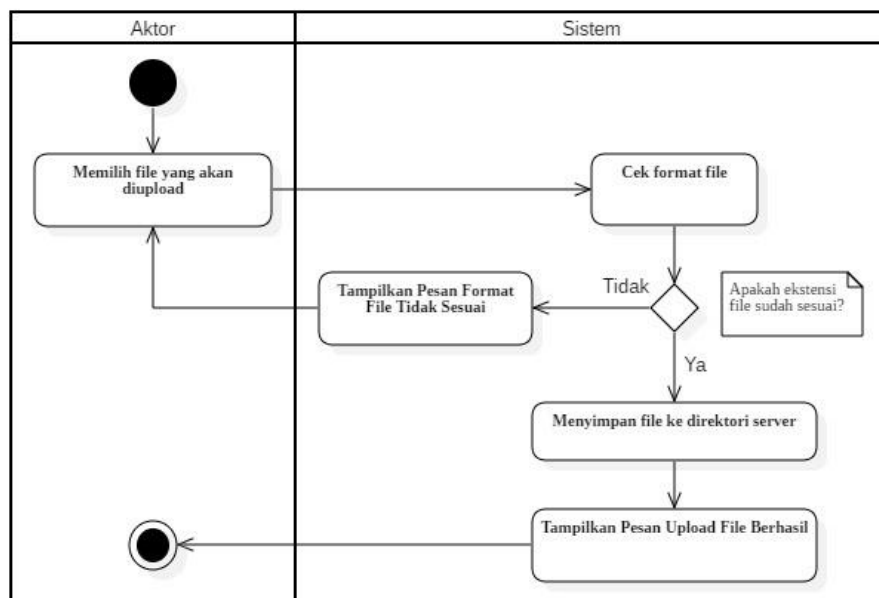 Aktor
Sistem
Memilih file yang akan
diupload
Cek format file
Tidak
Apakah ekstensi
file sudah sesuai?
Tampilkan Pesan Format
File Tidak Sesuai
Ya
Menyimpan file ke direktori server
Tampilkan Pesan Upload File Berhasil